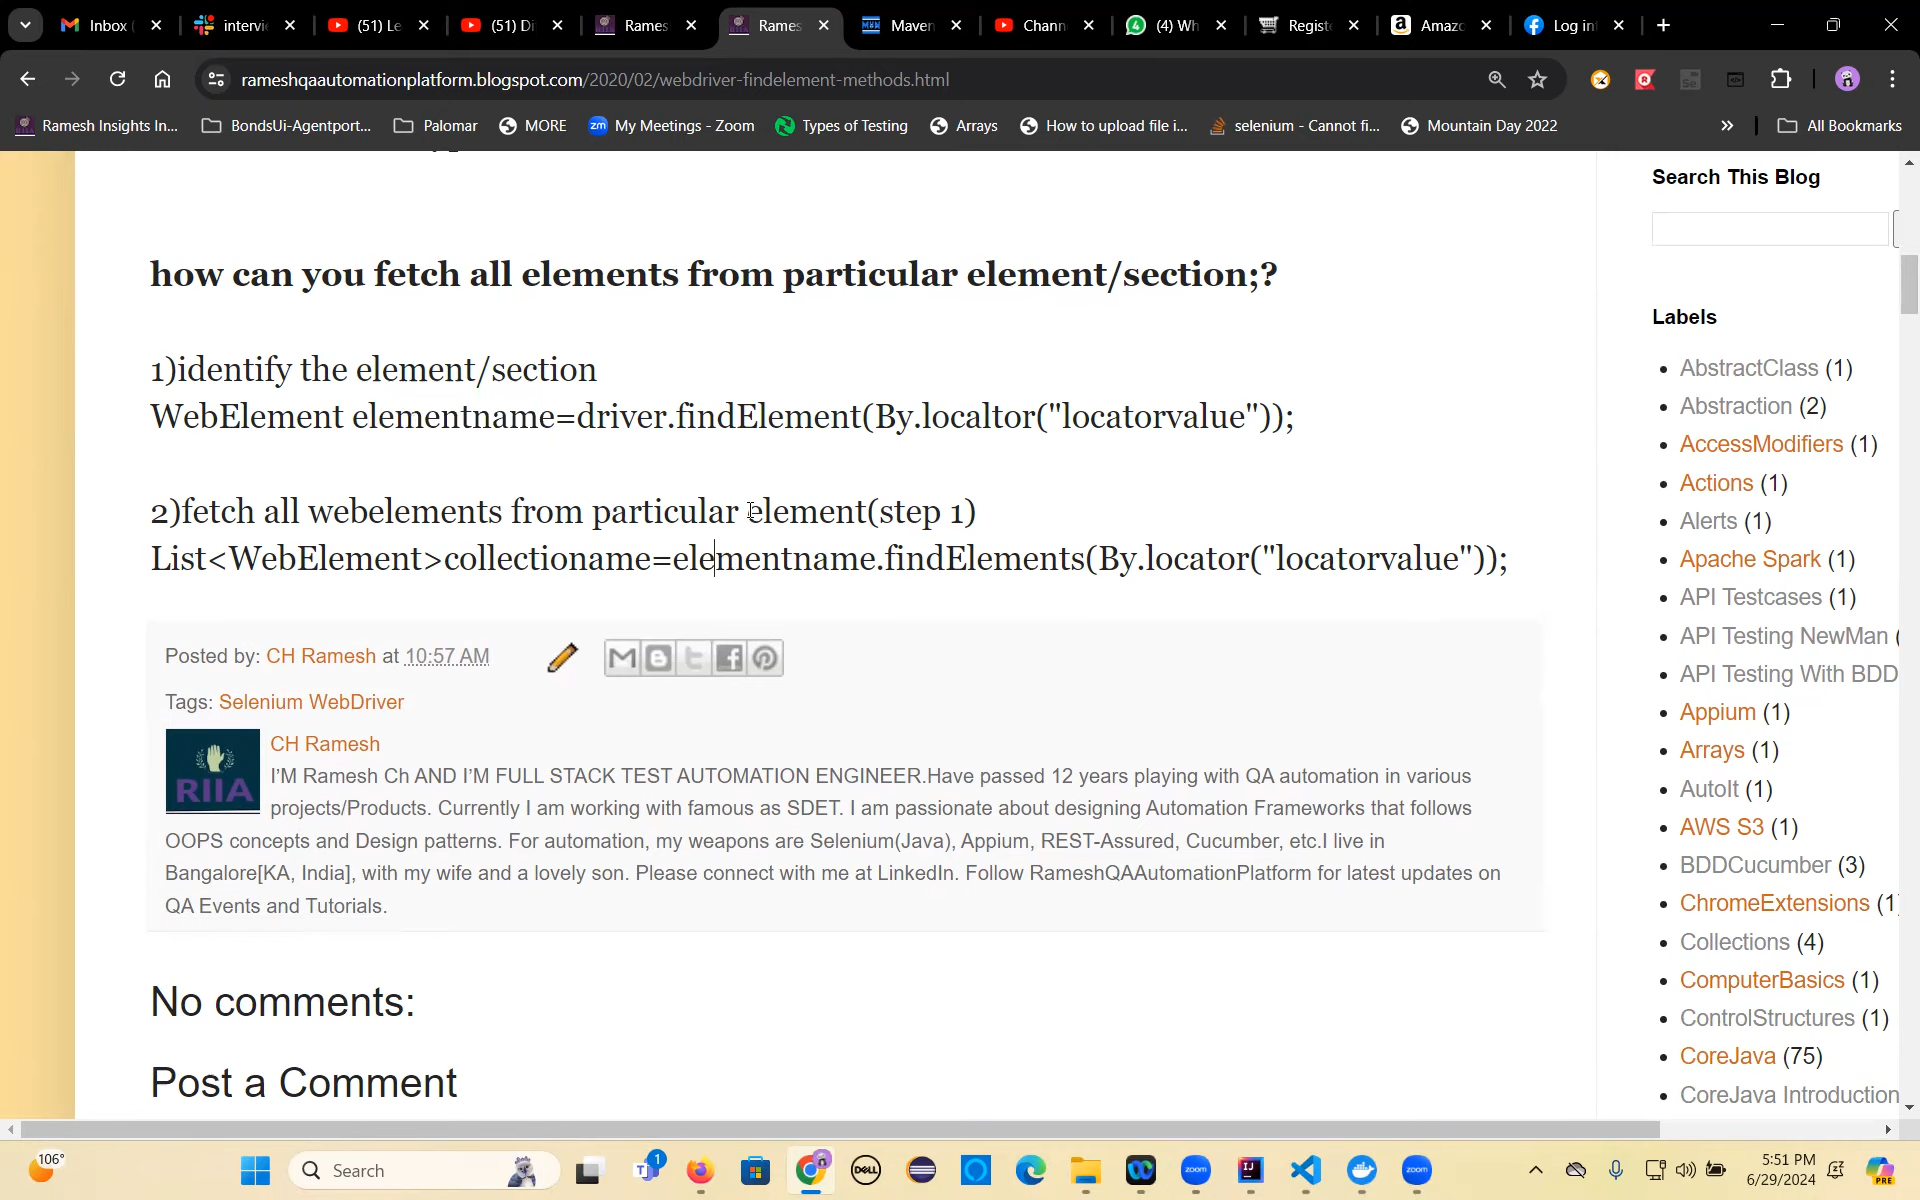 Inbox (
intervi
(51) Le
(51) Di
Rames
Rames
Maven
Chann
(4) Wh
Registe
Amazo
Log in
rameshqaautomationplatform.blogspot.com/2020/02/webdriver-findelement-methods.html
Ramesh Insights In...
BondsUi-Agentport...
Palomar
MORE
My Meetings - Zoom
Types of Testing
Arrays
How to upload file i...
selenium - Cannot fi...
Mountain Day 2022
All Bookmarks
how can you fetch all elements from particular element/section;?
1)identify the element/section
WebElement elementname=driver.findElement(By.localtor("locatorvalue"));
2)fetch all webelements from particular element(step 1)
List<WebElement>collectioname=elementname.findElements(By.locator("locatorvalue"));
Posted by: CH Ramesh at 10:57 AM
Tags: Selenium WebDriver
RIIA
CH Ramesh
I'M Ramesh Ch AND I'M FULL STACK TEST AUTOMATION ENGINEER.Have passed 12 years playing with QA automation in various
projects/Products. Currently I am working with famous as SDET. I am passionate about designing Automation Frameworks that follows
OOPS concepts and Design patterns. For automation, my weapons are Selenium(Java), Appium, REST-Assured, Cucumber, etc.I live in
Bangalore[KA, India], with my wife and a lovely son. Please connect with me at LinkedIn. Follow RameshQAAutomationPlatform for latest updates on
QA Events and Tutorials.
No comments:
Post a Comment
Search This Blog
Labels
AbstractClass (1)
Abstraction (2)
AccessModifiers (1)
Actions (1)
Alerts (1)
Apache Spark (1)
API Testcases (1)
API Testing NewMan (
API Testing With BDD
Appium (1)
Arrays (1)
AutoIt (1)
AWS S3 (1)
BDDCucumber (3)
ChromeExtensions (1)
Collections (4)
ComputerBasics (1)
ControlStructures (1)
CoreJava (75)
CoreJava Introduction
106°
Search
1
DELL
zoom
IJ
zoom
5:51 PM
6/29/2024
PRE